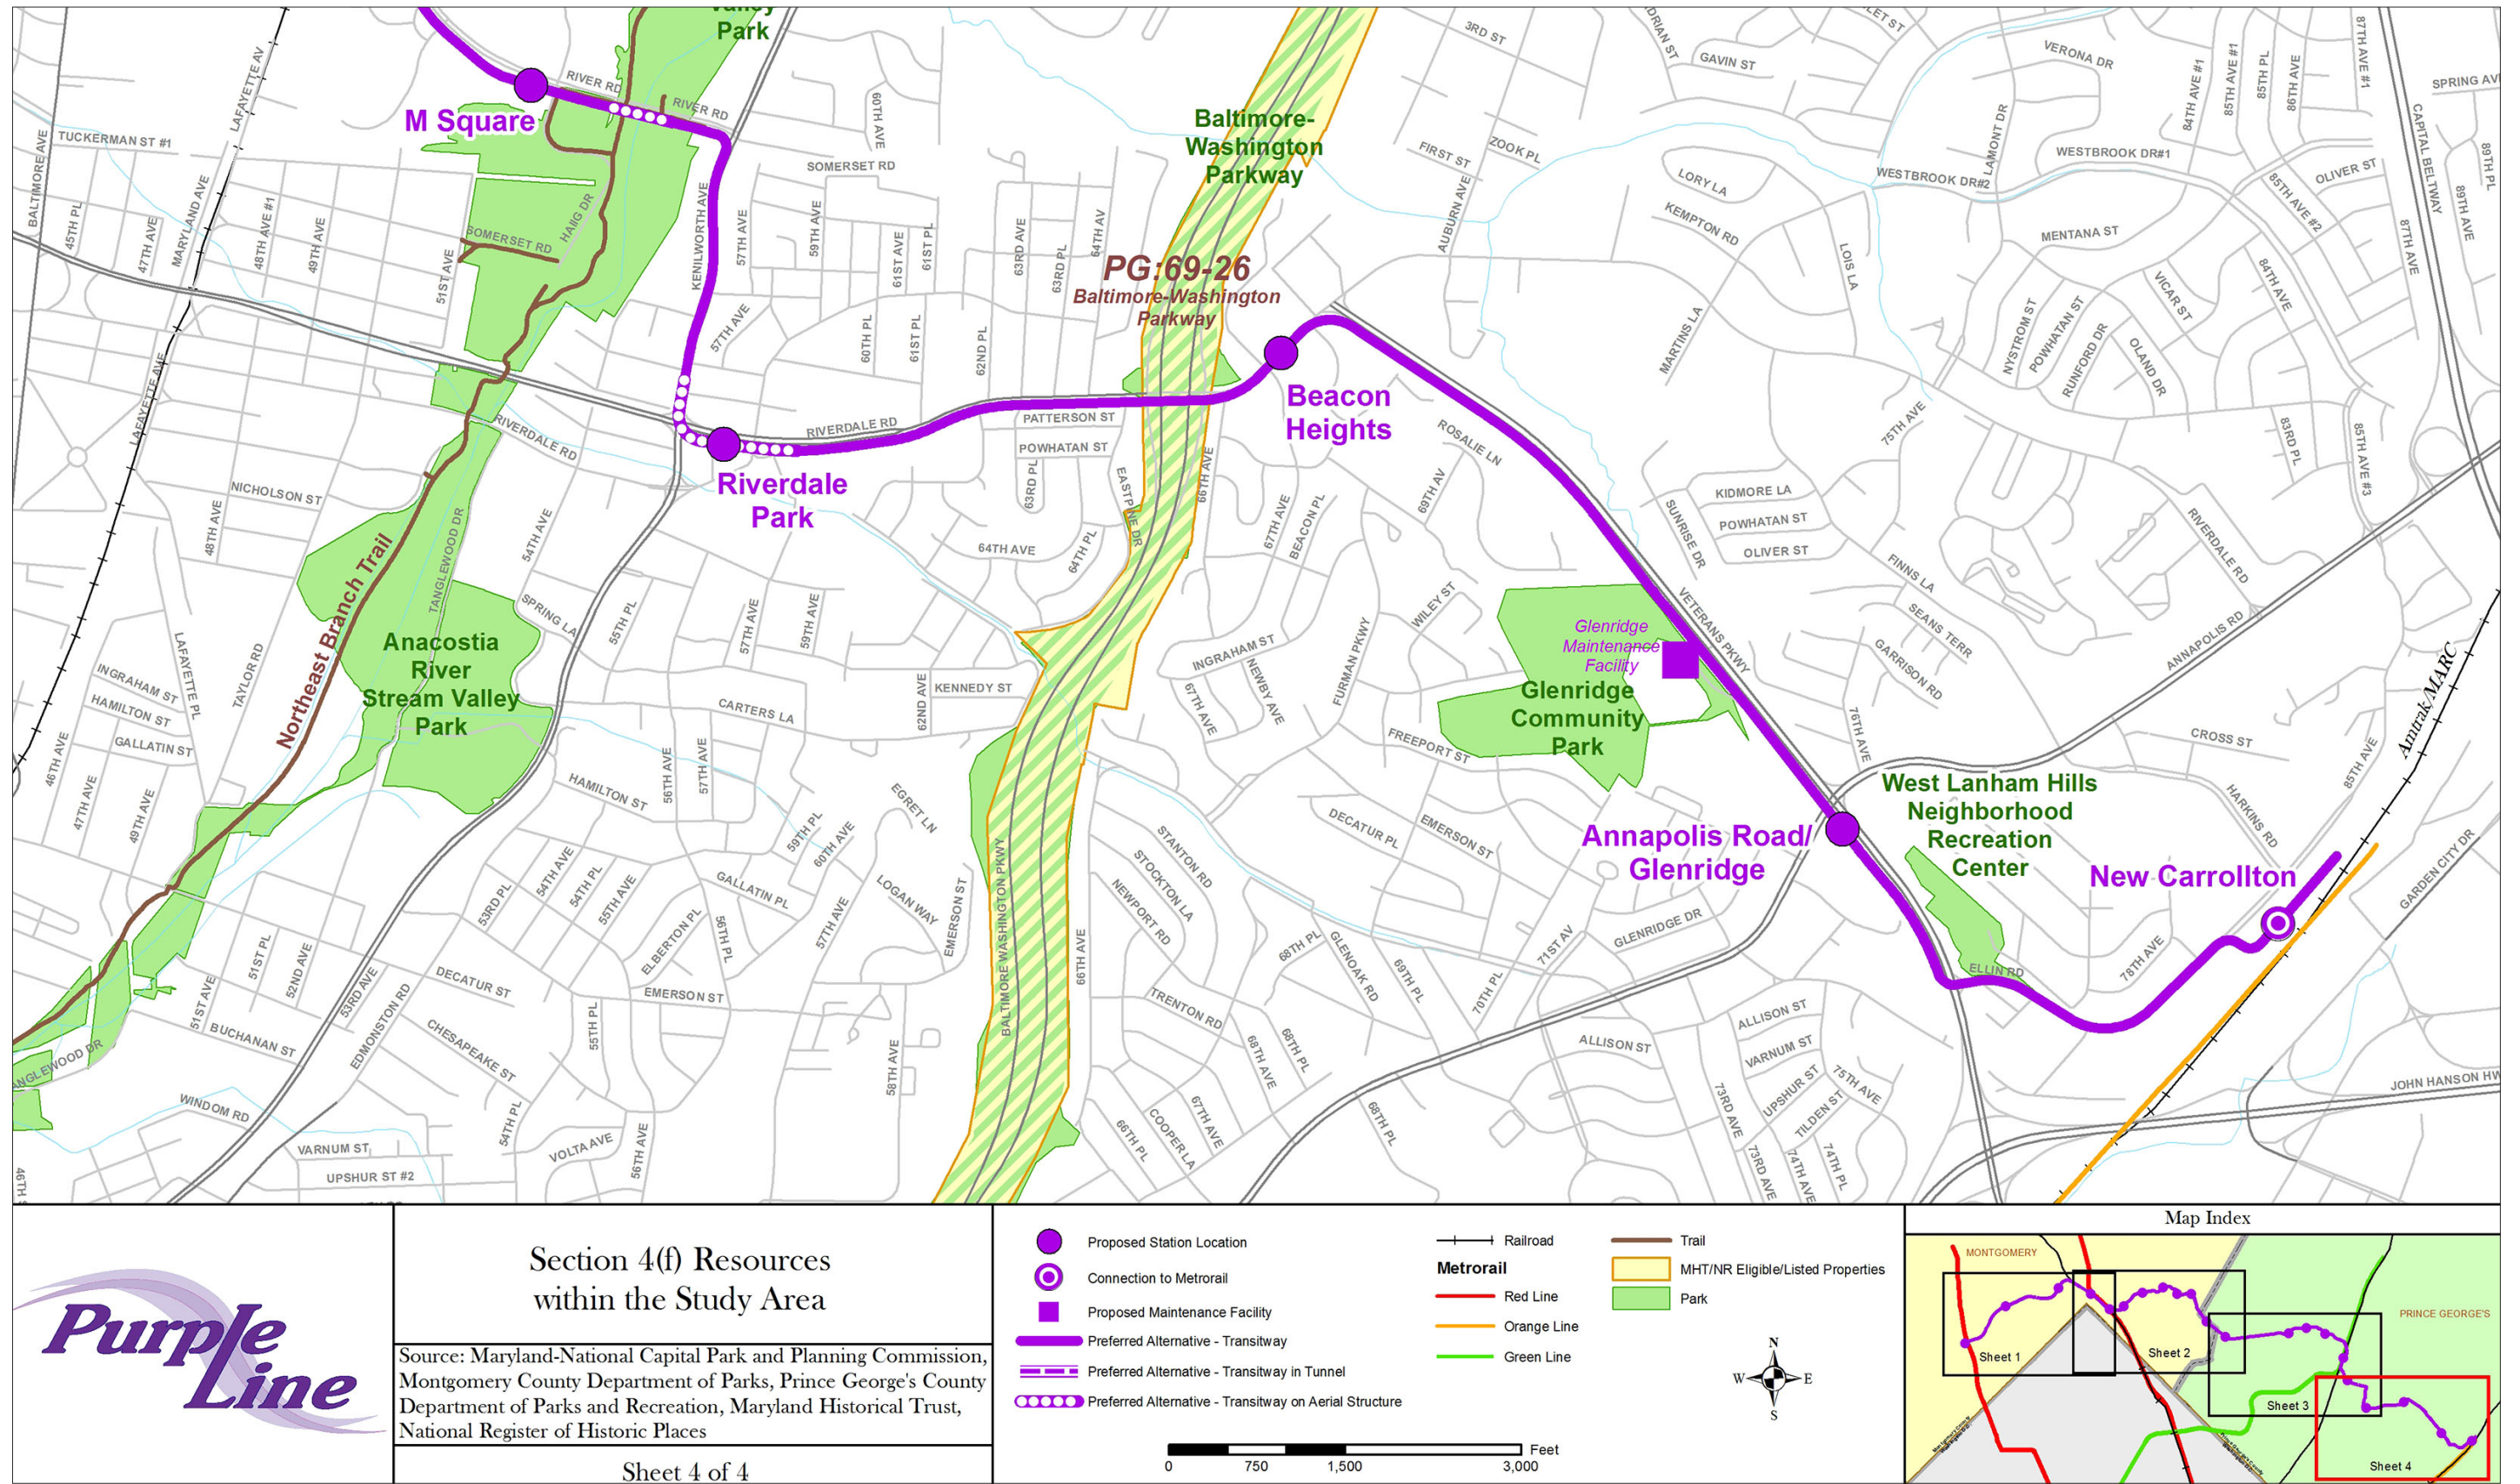 Valley
Park
M Square
RIVER RD
RIVER RD
TUCKERMAN ST #1
BALTIMORE AVE
LAFAYETTE AV
45TH PL
47TH AVE
MARYLAND AVE
48TH AVE #1
49TH AVE
51ST AVE
SOMERSET RD
HAIG DR
KENILWORTH AVE
57TH AVE
SOMERSET RD
60TH AVE
59TH AVE
61ST AVE
61ST PL
63RD AVE
63RD PL
64TH AV
Baltimore-
Washington
Parkway
PG:69-26
Baltimore-Washington
Parkway
3RD ST
GAVIN ST
FIRST ST
ZOOK PL
AUBURN AVE
LORY LA
KEMPTON RD
LOIS LA
MARTINS LA
VERONA DR
LAMONT DR
WESTBROOK DR#1
WESTBROOK DR#2
84TH AVE #1
85TH AVE #1
85TH PL
86TH AVE
87TH AVE #1
SPRING AV
CAPITAL BELTWAY
89TH PL
89TH AVE
87TH AVE
OLIVER ST
85TH AVE #2
MENTANA ST
VICAR ST
84TH AVE
NYSTROM ST
POWHATAN ST
RUNFORD DR
OLAND DR
83RD PL
85TH AVE #3
75TH AVE
57TH AVE
60TH PL
61ST PL
62ND PL
LAFAYETTE AVE
RIVERDALE RD
RIVERDALE RD
PATTERSON ST
POWHATAN ST
63RD PL
EASTPINE DR
66TH AVE
Riverdale
Park
Beacon
Heights
ROSALIE LN
69TH AV
67TH AVE
BEACON PL
KIDMORE LA
POWHATAN ST
OLIVER ST
SUNRISE DR
FINNS LA
SEANS TERR
GARRISON RD
RIVERDALE RD
ANNAPOLIS RD
NICHOLSON ST
48TH AVE
54TH AVE
TANGLEWOOD DR
Northeast Branch Trail
Anacostia
River
Stream Valley
Park
SPRING LA
55TH PL
57TH AVE
59TH AVE
64TH AVE
64TH PL
62ND AVE
KENNEDY ST
CARTERS LA
INGRAHAM ST
67TH AVE
NEWBY AVE
FURMAN PKWY
WILEY ST
FREEPORT ST
Glenridge
Maintenance
Facility
Glenridge
Community
Park
VETERANS PKWY
76TH AVE
CROSS ST
85TH AVE
Amtrak/MARC
HARKINS RD
GARDEN CITY DR
West Lanham Hills
Neighborhood
Recreation
Center
Annapolis Road/
Glenridge
New Carrollton
INGRAHAM ST
HAMILTON ST
GALLATIN ST
LAFAYETTE PL
TAYLOR RD
46TH AVE
47TH AVE
49TH AVE
HAMILTON ST
56TH AVE
57TH AVE
EGRET LN
59TH PL
60TH AVE
53RD PL
54TH AVE
54TH PL
55TH AVE
GALLATIN PL
ELBERTON PL
56TH PL
57TH AVE
LOGAN WAY
EMERSON ST
BALTIMORE WASHINGTON PKWY
66TH AVE
STANTON RD
STOCKTON LA
NEWPORT RD
DECATUR PL
EMERSON ST
68TH PL
GLENOAK RD
69TH PL
70TH PL
71ST AV
GLENRIDGE DR
ELLIN RD
78TH AVE
51ST AVE
51ST PL
52ND AVE
53RD AVE
EDMONSTON RD
DECATUR ST
EMERSON ST
CHESAPEAKE ST
55TH PL
58TH AVE
BUCHANAN ST
ANGLEWOOD DR
WINDOM RD
VARNUM ST
UPSHUR ST #2
46TH S
54TH PL
VOLTA AVE
56TH AVE
TRENTON RD
68TH AVE
68TH PL
66TH PL
COOPER LA
67TH AVE
68TH PL
ALLISON ST
ALLISON ST
VARNUM ST
UPSHUR ST
TILDEN ST
75TH AVE
73RD AVE
73RD AVE
74TH AVE
74TH PL
JOHN HANSON HW
Purple
Line
Section 4(f) Resources
within the Study Area
Source: Maryland-National Capital Park and Planning Commission,
Montgomery County Department of Parks, Prince George's County
Department of Parks and Recreation, Maryland Historical Trust,
National Register of Historic Places
Sheet 4 of 4
Proposed Station Location
Connection to Metrorail
Proposed Maintenance Facility
Preferred Alternative - Transitway
Preferred Alternative - Transitway in Tunnel
Preferred Alternative - Transitway on Aerial Structure
Railroad
Metrorail
Red Line
Orange Line
Green Line
Trail
MHT/NR Eligible/Listed Properties
Park
N
W
E
S
Feet
0 750 1,500 3,000
Map Index
MONTGOMERY
PRINCE GEORGE'S
Sheet 1
Sheet 2
Sheet 3
Sheet 4